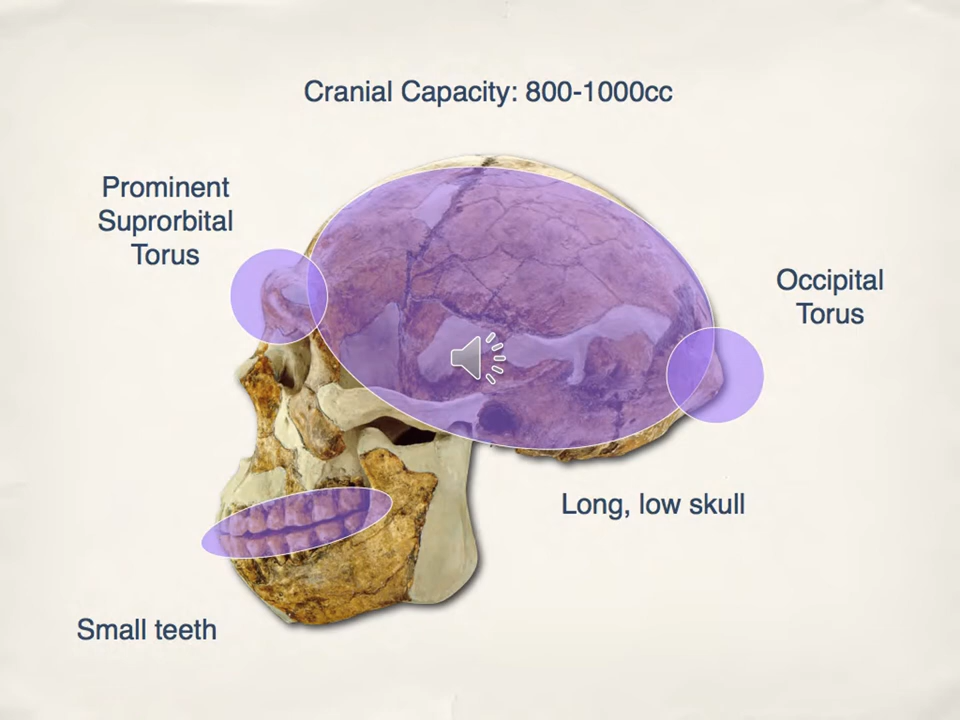 Cranial Capacity: 800-1000cc
Prominent
Suprorbital
Torus
Occipital
Torus
Long, low skull
Small teeth